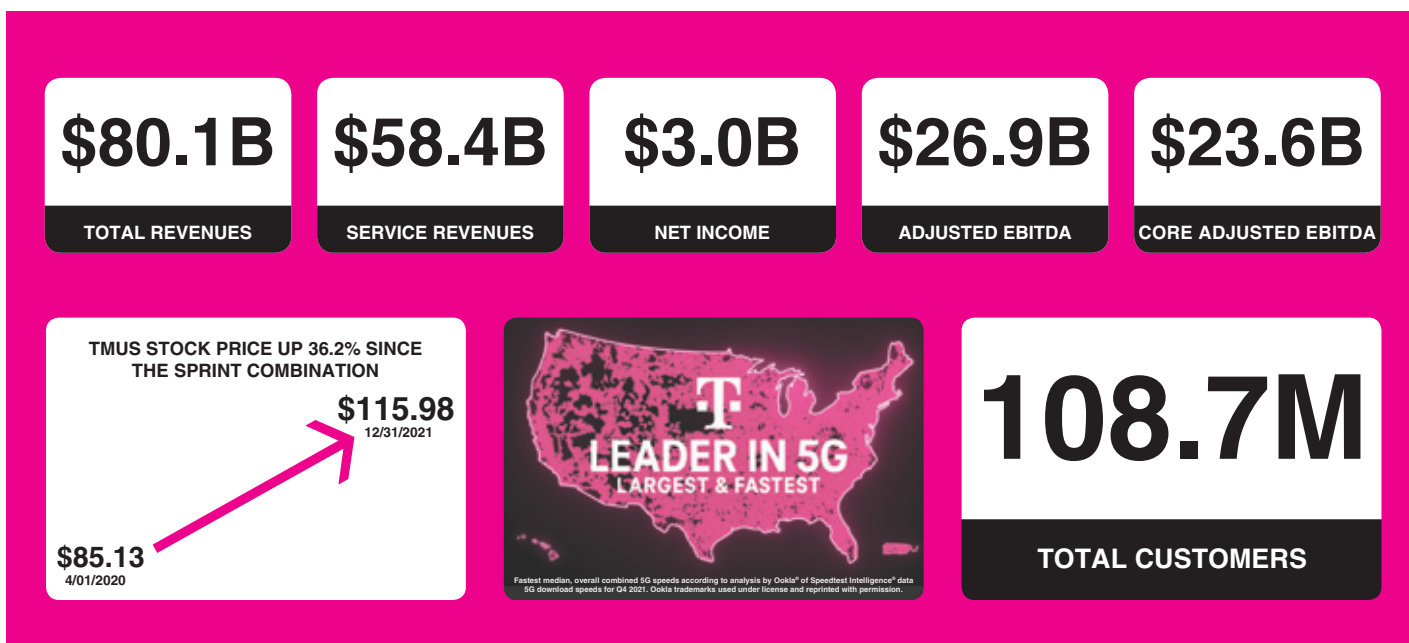 $80.1B
TOTAL REVENUES
$58.4B
SERVICE REVENUES
$3.0B
NET INCOME
$26.9B
ADJUSTED EBITDA
$23.6B
CORE ADJUSTED EBITDA
TMUS STOCK PRICE UP 36.2% SINCE
THE SPRINT COMBINATION
$115.98
12/31/2021
$85.13
4/01/2020
T
LEADER IN 5G
LARGEST & FASTEST
Fastest median, overall combined 5G speeds according to analysis by Ookla® of Speedtest Intelligence® data
5G download speeds for Q4 2021. Ookla trademarks used under license and reprinted with permission.
108.7M
TOTAL CUSTOMERS